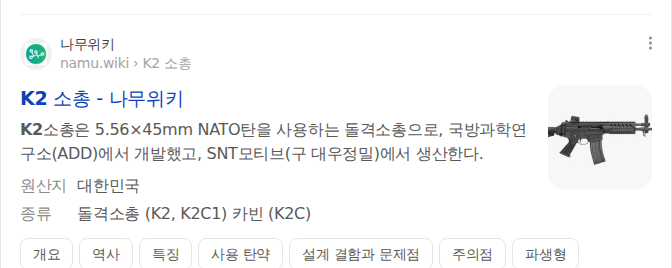 나무위키
namu.wiki › K2 소총
K2 소총 - 나무위키
K2소총은 5.56×45mm NATO탄을 사용하는 돌격소총으로, 국방과학연
구소(ADD)에서 개발했고, SNT모티브(구 대우정밀)에서 생산한다.
원산지 대한민국
종류 돌격소총 (K2, K2C1) 카빈 (K2C)
개요 역사 특징 사용 탄약 설계 결함과 문제점 주의점 파생형